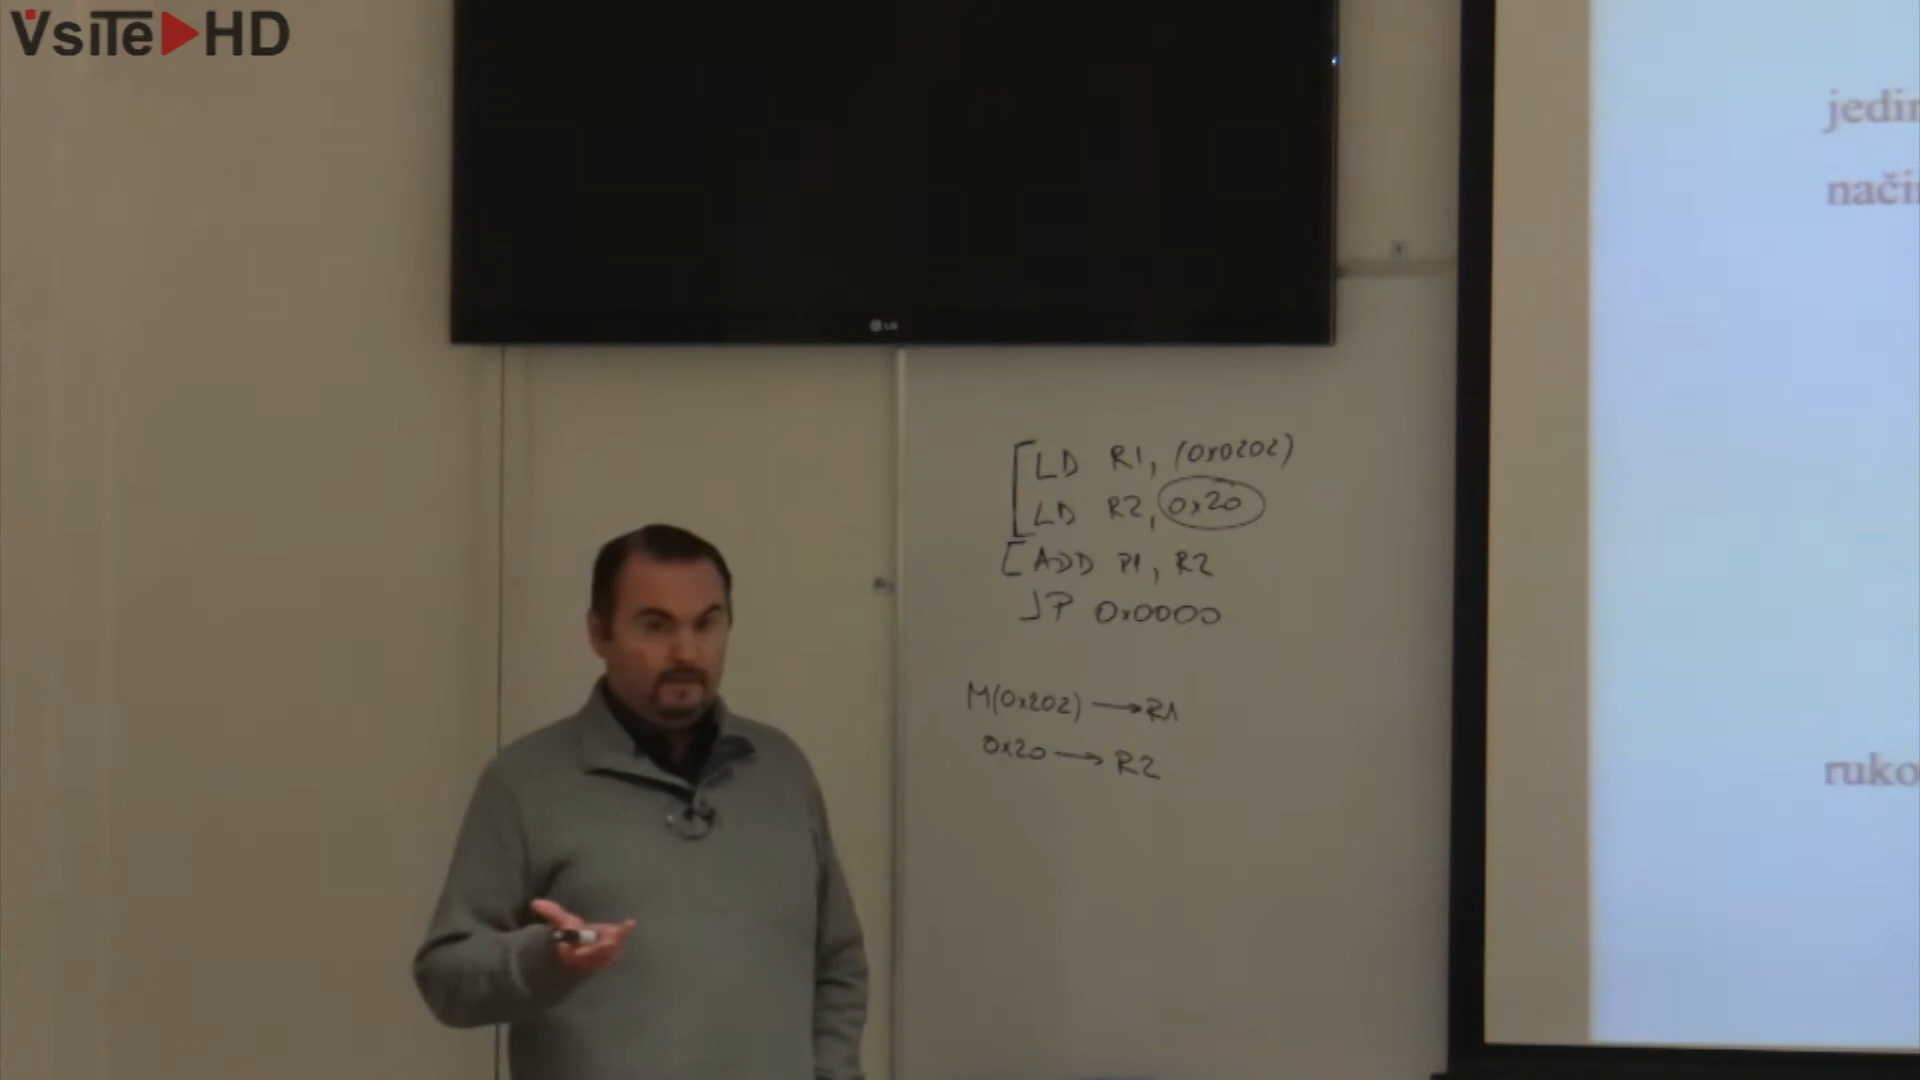 VsiTe HD
LG
LD R1, (0x0202)
LD R2, 0x20
ADD R1, R2
JP 0x0000
M(0x202) → R1
0x20 → R2
jedin
način
ruko